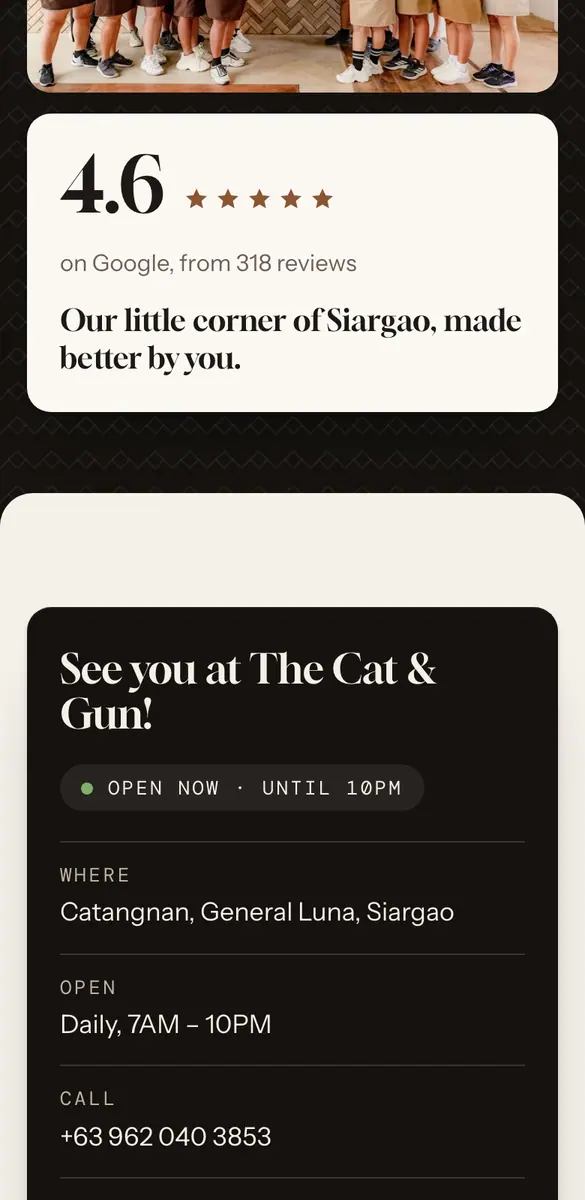 4.6
on Google, from 318 reviews
Our little corner of Siargao, made
better by you.
See you at The Cat &
Gun!
OPEN NOW · UNTIL 10PM
WHERE
Catangnan, General Luna, Siargao
OPEN
Daily, 7AM – 10PM
CALL
+63 962 040 3853